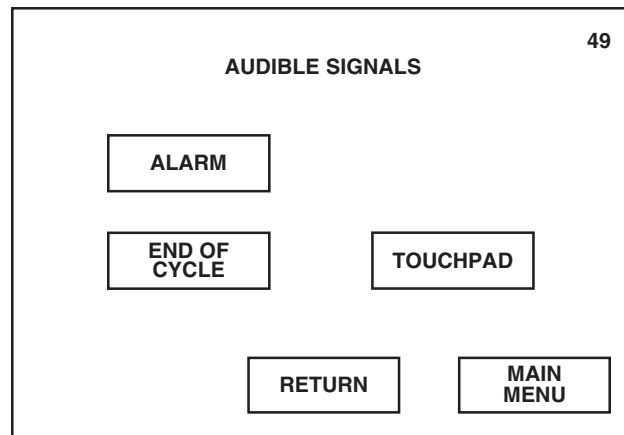 49
AUDIBLE SIGNALS
ALARM
END OF
CYCLE
TOUCHPAD
RETURN
MAIN
MENU